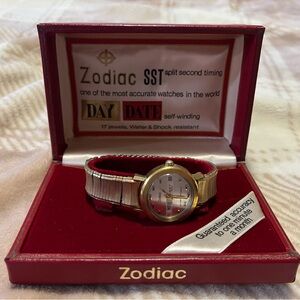 Zodiac SST split second timing
one of the most accurate watches in the world
DAY DATE self-winding
17 jewels, Water & Shock resistant
Guaranteed accuracy
to one minute
a month
Zodiac